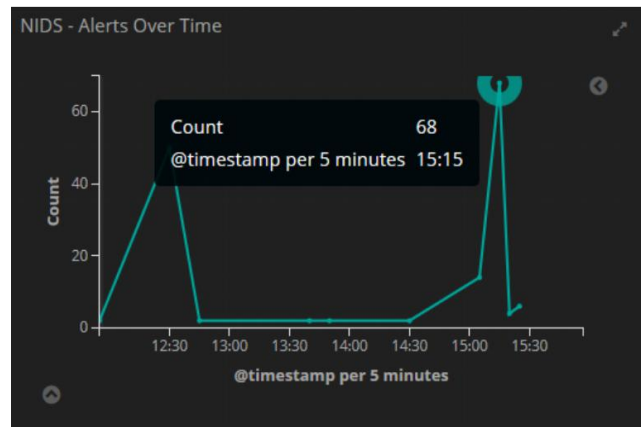 NIDS - Alerts Over Time
60
Count 68
@timestamp per 5 minutes 15:15
40
Count
20
0
12:30 13:00 13:30 14:00 14:30 15:00 15:30
@timestamp per 5 minutes